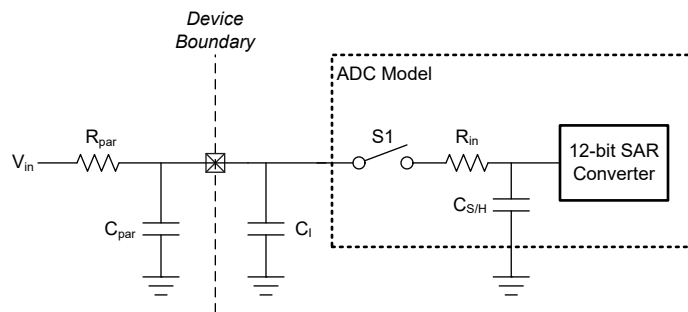 Device
Boundary
ADC Model
R_par
S1
R_in
V_in
12-bit SAR
Converter
C_par
C_I
C_S/H